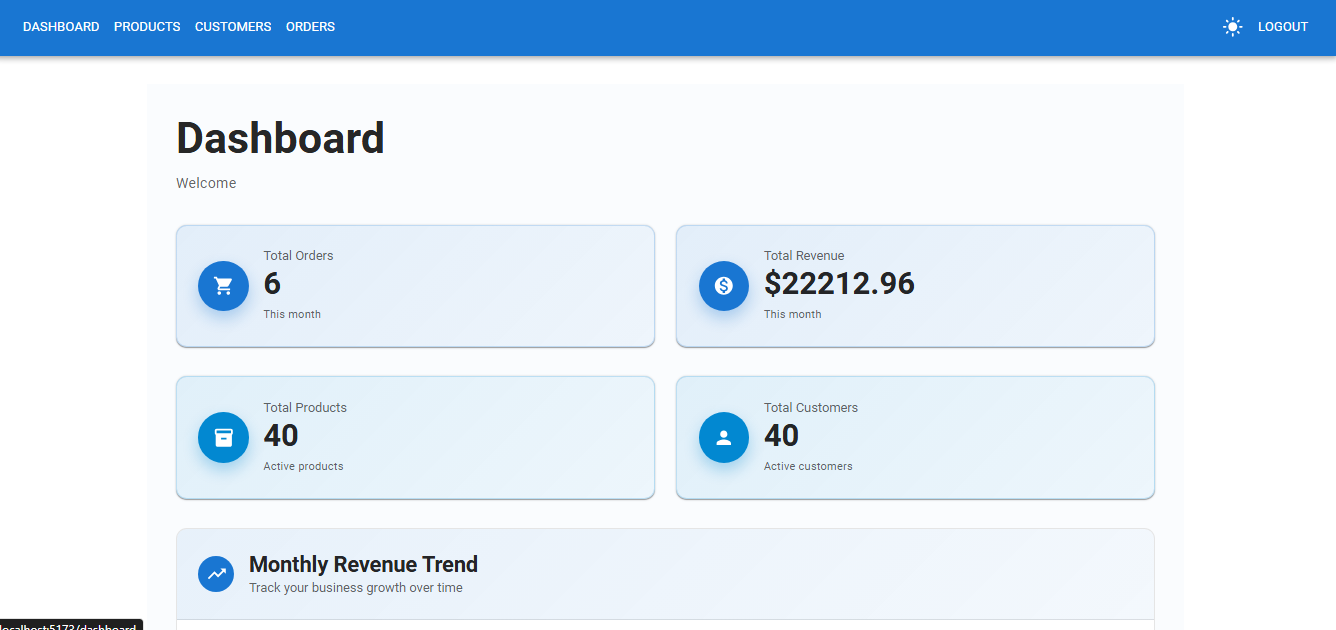 DASHBOARD PRODUCTS CUSTOMERS ORDERS LOGOUT
Dashboard
Welcome
Total Orders
6
This month
Total Revenue
$22212.96
This month
Total Products
40
Active products
Total Customers
40
Active customers
Monthly Revenue Trend
Track your business growth over time
localhost:5173/dashboard